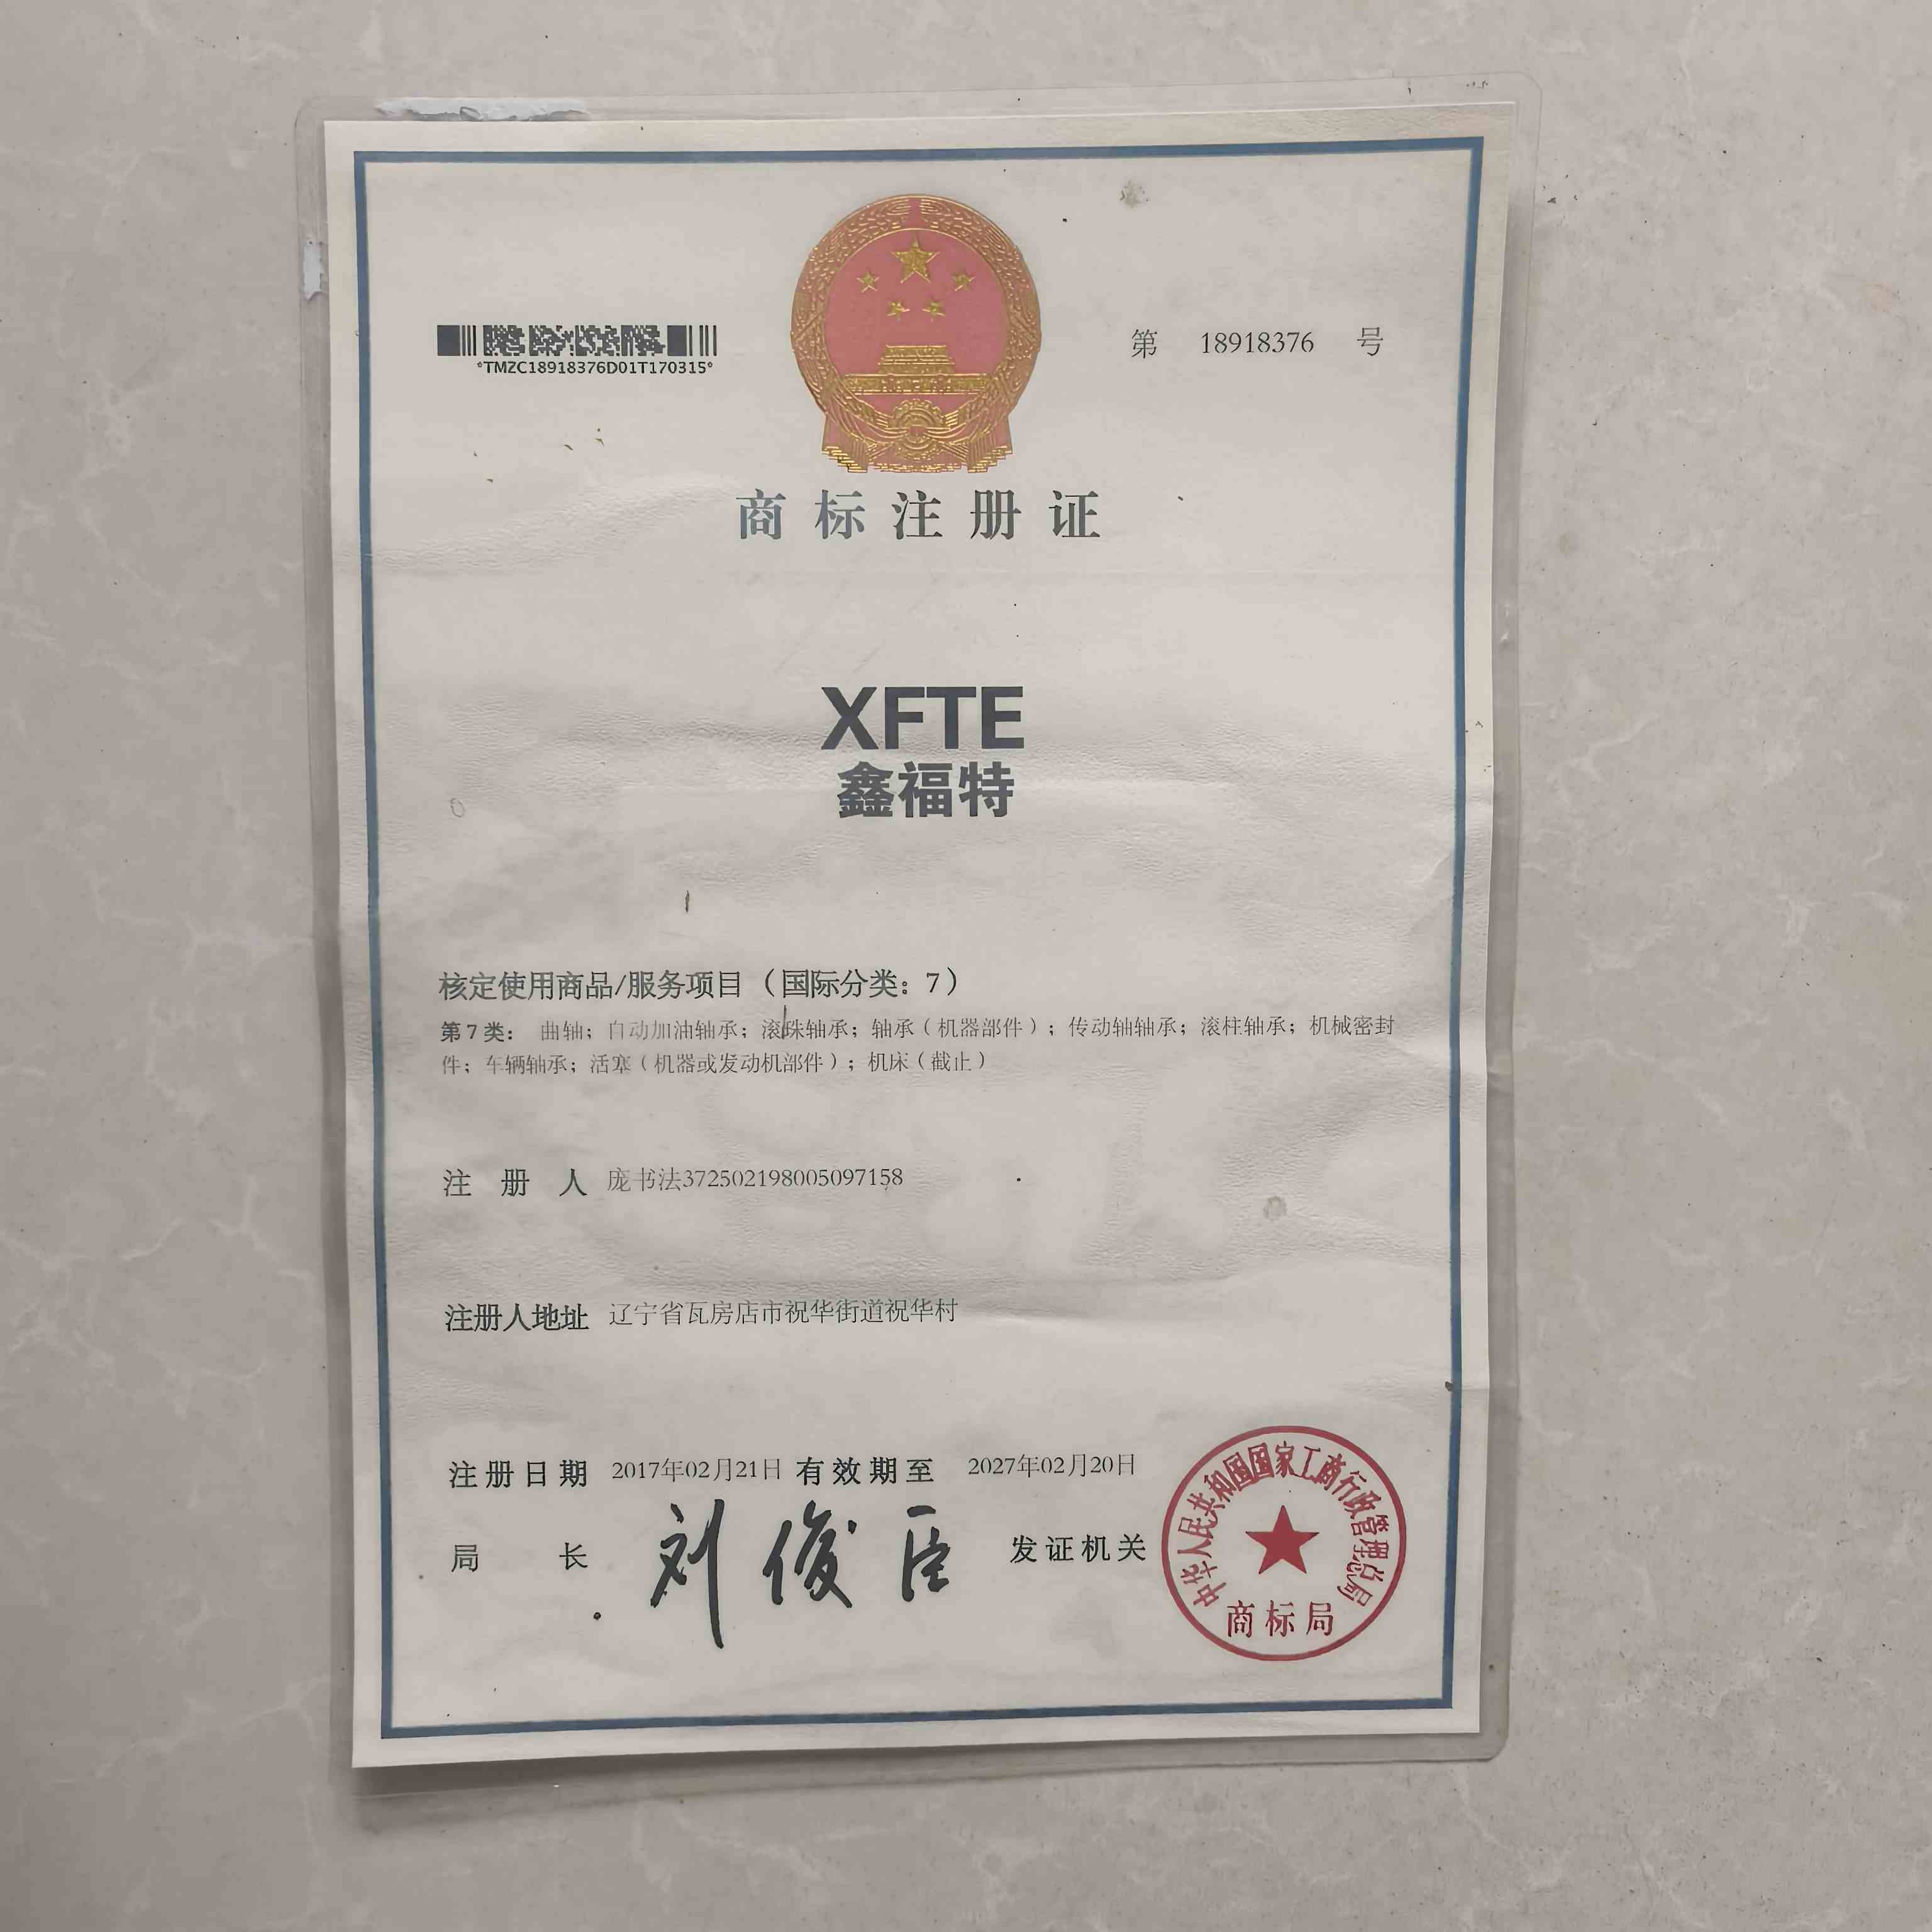 *TMZC18918376D01T170315*
第 18918376 号
商标注册证
XFTE
鑫福特
核定使用商品/服务项目（国际分类：7）
第7类： 曲轴；自动加油轴承；滚珠轴承；轴承（机器部件）；传动轴轴承；滚柱轴承；机械密封
件；车辆轴承；活塞（机器或发动机部件）；机床（截止）
注册人 庞书法372502198005097158
注册人地址 辽宁省瓦房店市祝华街道祝华村
注册日期 2017年02月21日 有效期至 2027年02月20日
局长 刘俊臣 发证机关
中华人民共和国国家工商行政管理总局
商标局